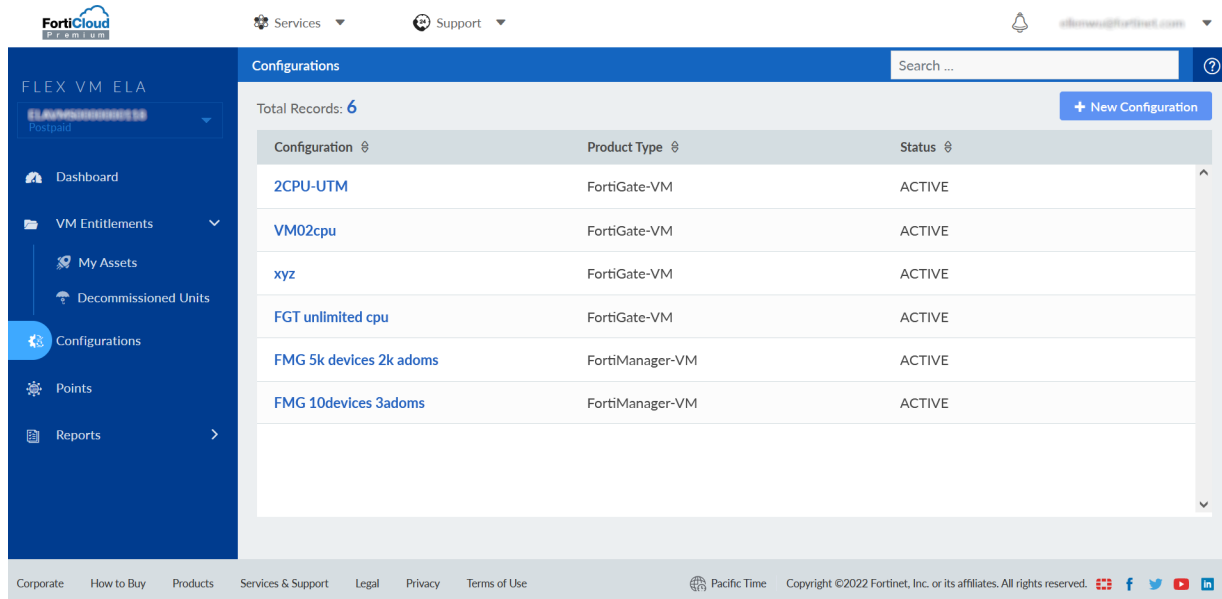 FortiCloud
Premium
Services
24
Support
FLEX VM ELA
Postpaid
Dashboard
VM Entitlements
My Assets
Decommissioned Units
Configurations
Points
Reports
Configurations
Search ...
?
Total Records: 6
+ New Configuration
Configuration Product Type Status
2CPU-UTM FortiGate-VM ACTIVE
VM02cpu FortiGate-VM ACTIVE
xyz FortiGate-VM ACTIVE
FGT unlimited cpu FortiGate-VM ACTIVE
FMG 5k devices 2k adoms FortiManager-VM ACTIVE
FMG 10devices 3adoms FortiManager-VM ACTIVE
Corporate How to Buy Products Services & Support Legal Privacy Terms of Use Pacific Time Copyright ©2022 Fortinet, Inc. or its affiliates. All rights reserved.